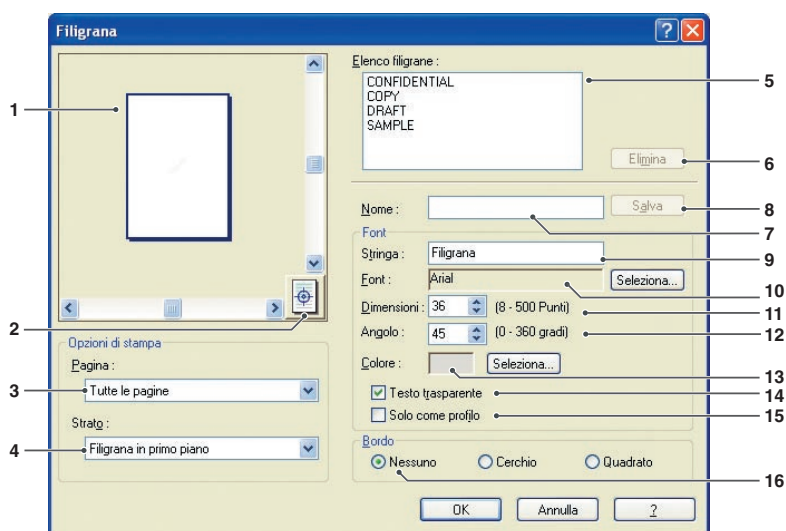 Filigrana
1
2
Opzioni di stampa
Pagina :
3
Tutte le pagine
Strato :
4
Filigrana in primo piano
Elenco filigrane :
CONFIDENTIAL
COPY
DRAFT
SAMPLE
5
Elimina
6
Nome :
Salva
7
8
Font
Stringa :
Filigrana
9
Font :
Arial
Seleziona...
10
Dimensioni :
36
(8 - 500 Punti)
11
Angolo :
45
(0 - 360 gradi)
12
Colore :
Seleziona...
13
Testo trasparente
14
Solo come profilo
15
Bordo
Nessuno
Cerchio
Quadrato
16
OK
Annulla
?